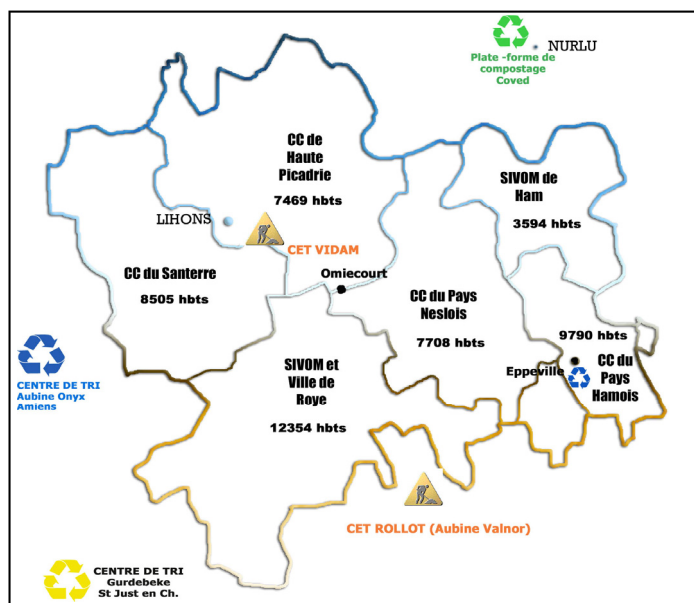 NURLU
Plate -forme de
compostage
Coved
CC de
Haute
Picadrie
7469 hbts
SIVOM de
Ham
3594 hbts
LIHONS
CET VIDAM
CC du Santerre
8505 hbts
Omiecourt
CC du Pays
Neslois
7708 hbts
9790 hbts
CC du
Pays
Hamois
Eppeville
SIVOM et
Ville de
Roye
12354 hbts
CENTRE DE TRI
Aubine Onyx
Amiens
CET ROLLOT (Aubine Valnor)
CENTRE DE TRI
Gurdebeke
St Just en Ch.